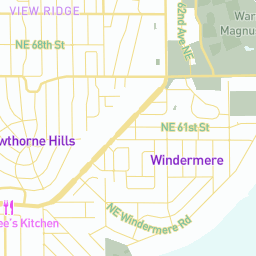 VIEW RIDGE
62nd Ave NE
War
Magnu
NE 68th St
NE 61st St
wthorne Hills
Windermere
ee's Kitchen
NE Windermere Rd